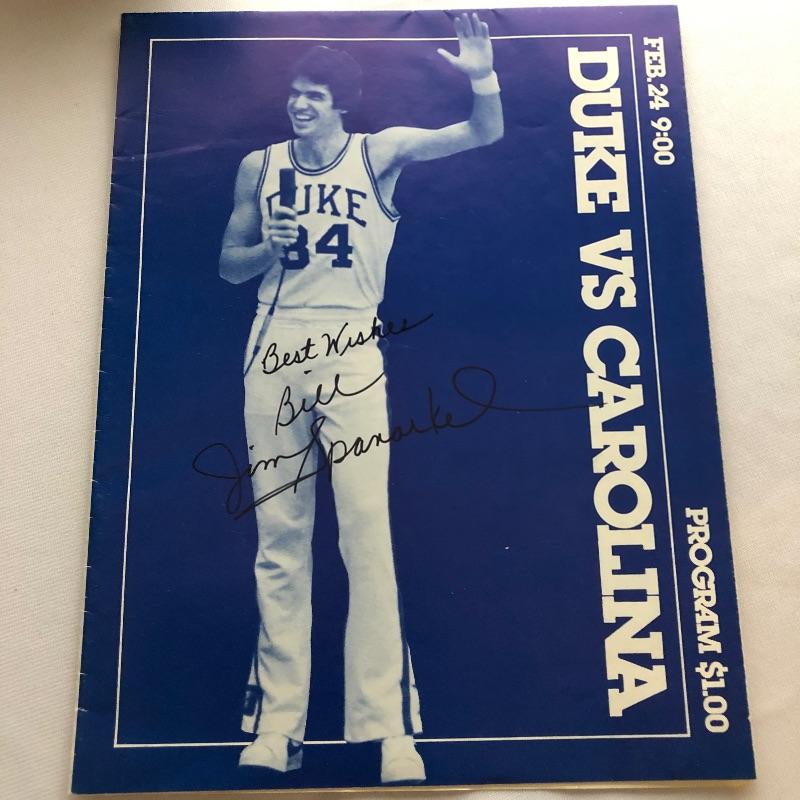 FEB. 24 9:00
DUKE VS CAROLINA
PROGRAM $1.00
DUKE
34
Best Wishes
Bill
Jim Spanarkel